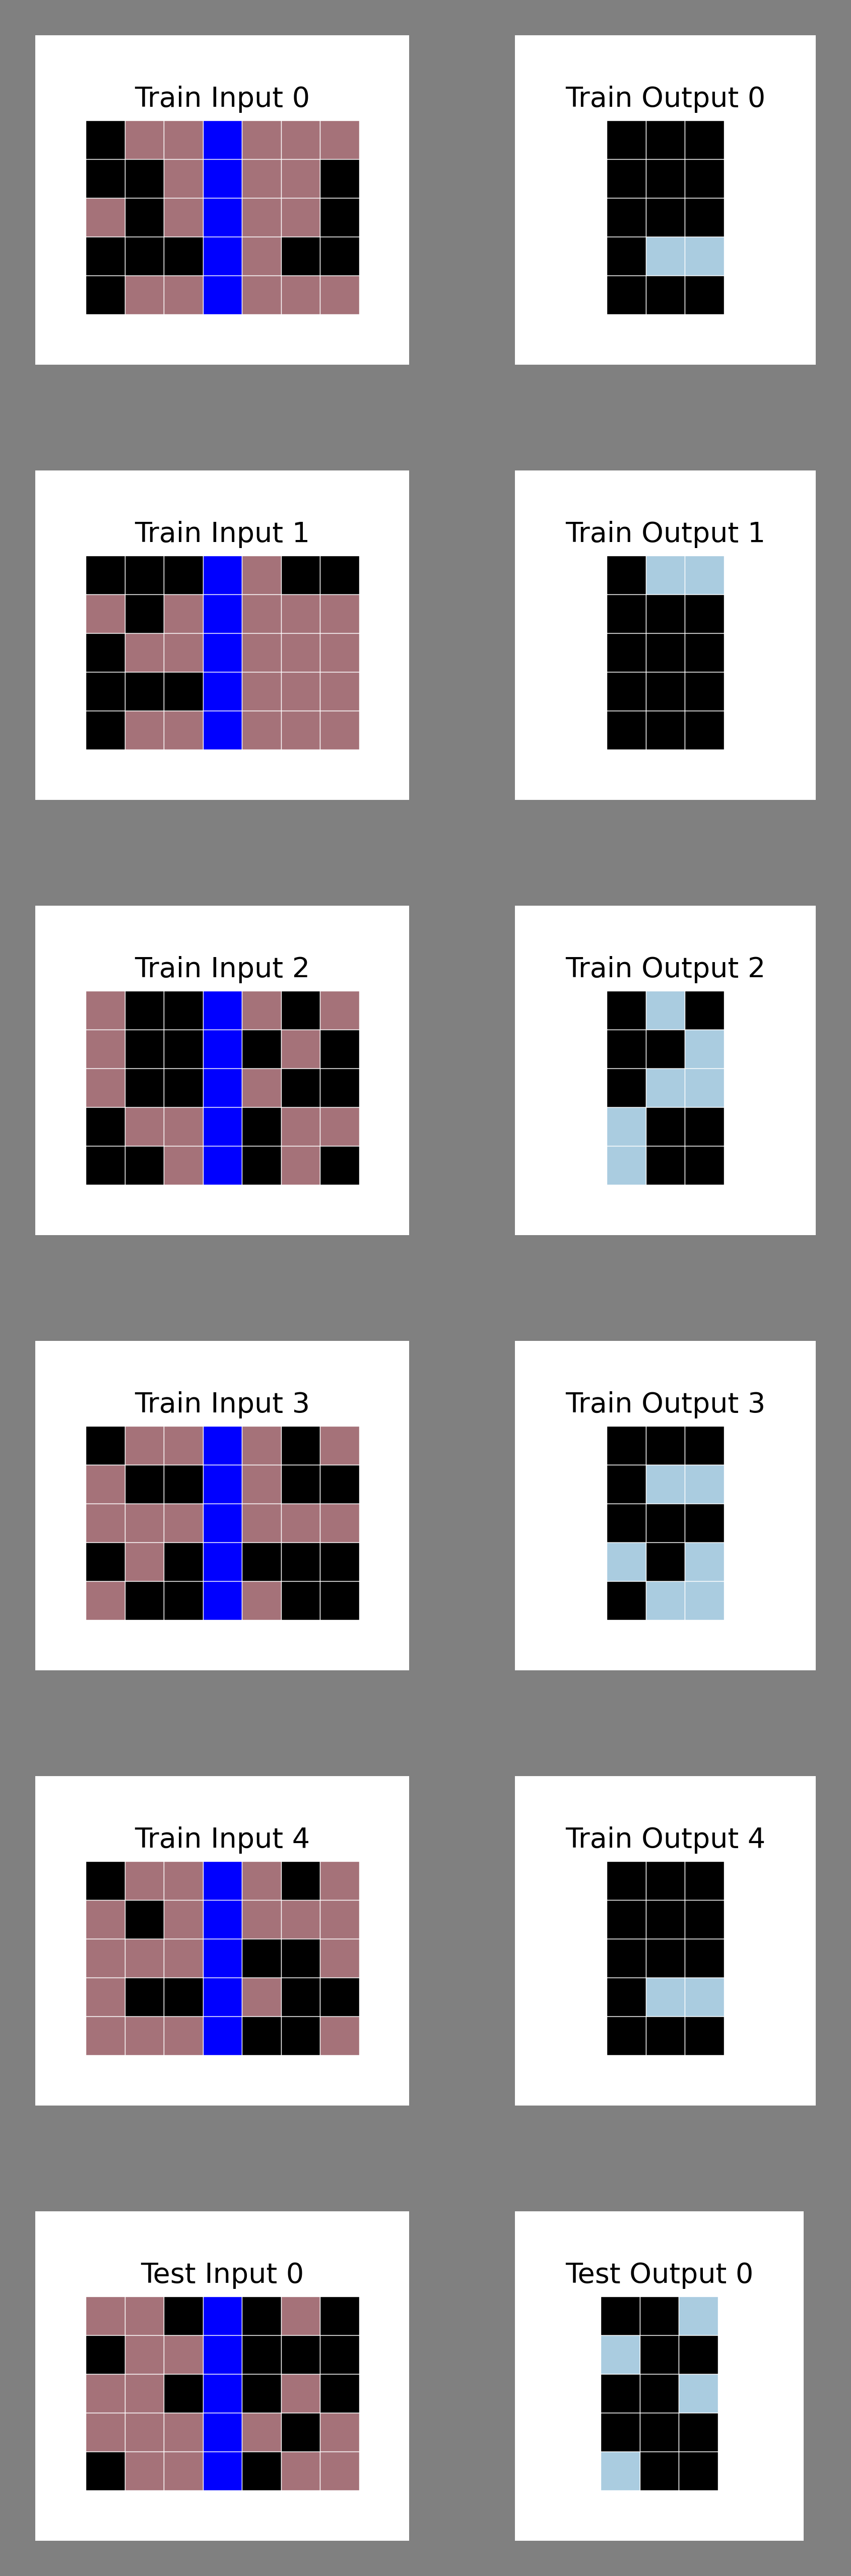 Train Input 0
Train Output 0
Train Input 1
Train Output 1
Train Input 2
Train Output 2
Train Input 3
Train Output 3
Train Input 4
Train Output 4
Test Input 0
Test Output 0